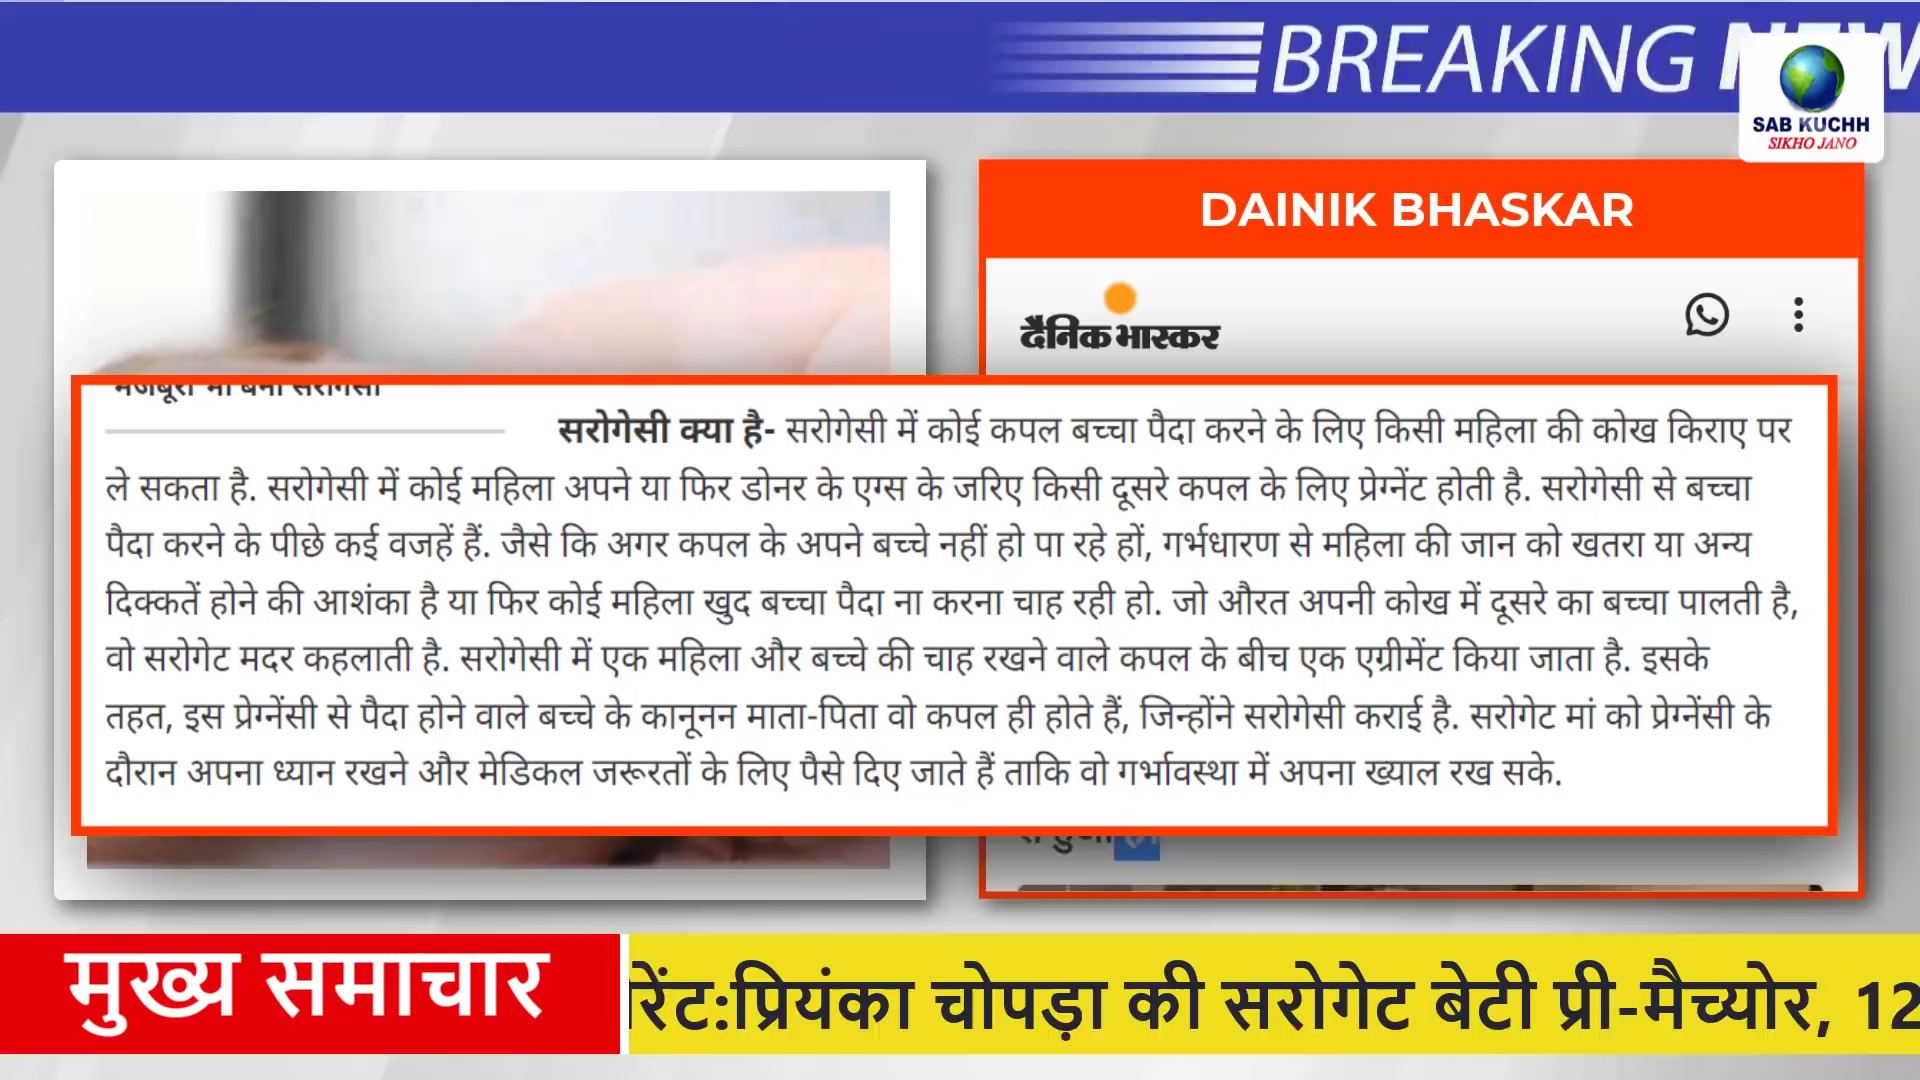 BREAKING
SAB KUCHH
SIKHO JANO
DAINIK BHASKAR
दैनिक भास्कर
सरोगेसी क्या है- सरोगेसी में कोई कपल बच्चा पैदा करने के लिए किसी महिला की कोख किराए पर
ले सकता है. सरोगेसी में कोई महिला अपने या फिर डोनर के एग्स के जरिए किसी दूसरे कपल के लिए प्रेग्नेंट होती है. सरोगेसी से बच्चा
पैदा करने के पीछे कई वजहें हैं. जैसे कि अगर कपल के अपने बच्चे नहीं हो पा रहे हों, गर्भधारण से महिला की जान को खतरा या अन्य
दिक्कतें होने की आशंका है या फिर कोई महिला खुद बच्चा पैदा ना करना चाह रही हो. जो औरत अपनी कोख में दूसरे का बच्चा पालती है,
वो सरोगेट मदर कहलाती है. सरोगेसी में एक महिला और बच्चे की चाह रखने वाले कपल के बीच एक एग्रीमेंट किया जाता है. इसके
तहत, इस प्रेग्नेंसी से पैदा होने वाले बच्चे के कानूनन माता-पिता वो कपल ही होते हैं, जिन्होंने सरोगेसी कराई है. सरोगेट मां को प्रेग्नेंसी के
दौरान अपना ध्यान रखने और मेडिकल जरूरतों के लिए पैसे दिए जाते हैं ताकि वो गर्भावस्था में अपना ख्याल रख सके.
मुख्य समाचार
रेंट:प्रियंका चोपड़ा की सरोगेट बेटी प्री-मैच्योर, 12